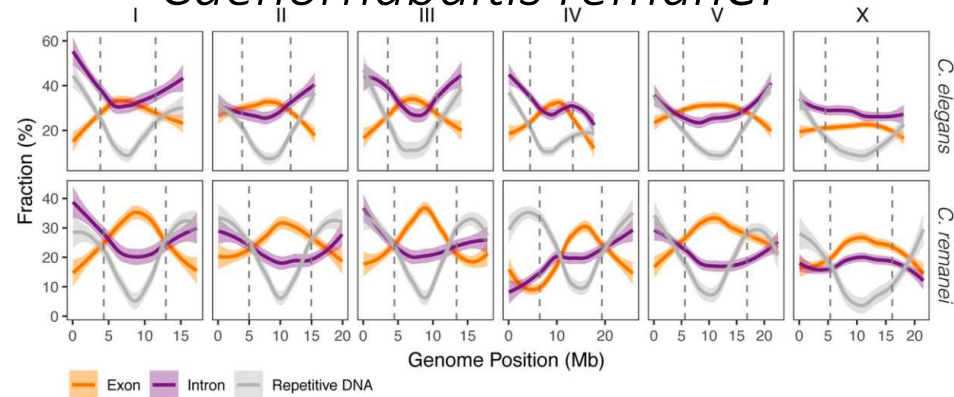 Caenorhabditis remanei
I II III IV V X
60
40
20
C. elegans
Fraction (%)
40
30
20
10
0
C. remanei
0 5 10 15 0 5 10 15 20 0 5 10 15 0 10 20 0 5 10 15 20 0 5 10 15 20
Genome Position (Mb)
Exon Intron Repetitive DNA